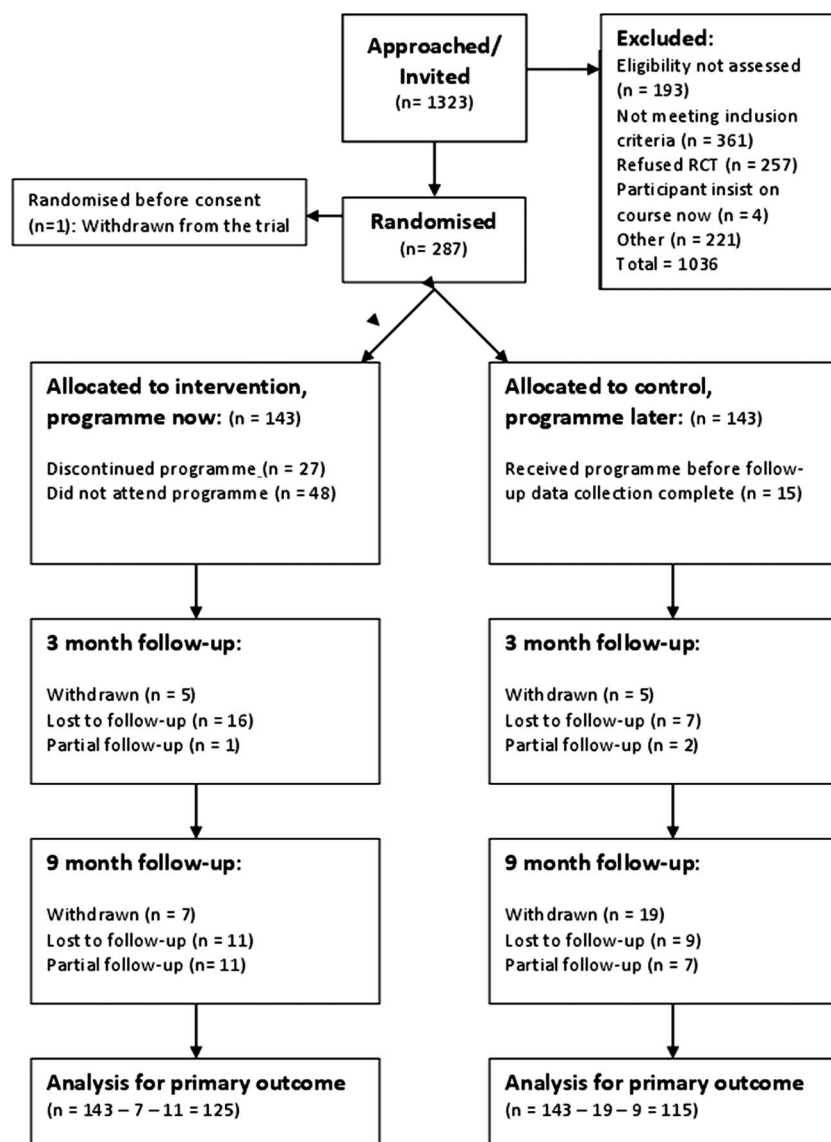 Approached/
Invited
(n= 1323)
Excluded:
Eligibility not assessed
(n = 193)
Not meeting inclusion
criteria (n = 361)
Refused RCT (n = 257)
Participant insist on
course now (n = 4)
Other (n = 221)
Total = 1036
Randomised before consent
(n=1): Withdrawn from the trial
Randomised
(n= 287)
Allocated to intervention,
programme now: (n = 143)
Discontinued programme_(n = 27)
Did not attend programme (n = 48)
Allocated to control,
programme later: (n = 143)
Received programme before follow-
up data collection complete (n = 15)
3 month follow-up:
Withdrawn (n = 5)
Lost to follow-up (n = 16)
Partial follow-up (n = 1)
3 month follow-up:
Withdrawn (n = 5)
Lost to follow-up (n = 7)
Partial follow-up (n = 2)
9 month follow-up:
Withdrawn (n = 7)
Lost to follow-up (n = 11)
Partial follow-up (n= 11)
9 month follow-up:
Withdrawn (n = 19)
Lost to follow-up (n = 9)
Partial follow-up (n = 7)
Analysis for primary outcome
(n = 143 – 7 – 11 = 125)
Analysis for primary outcome
(n = 143 – 19 – 9 = 115)